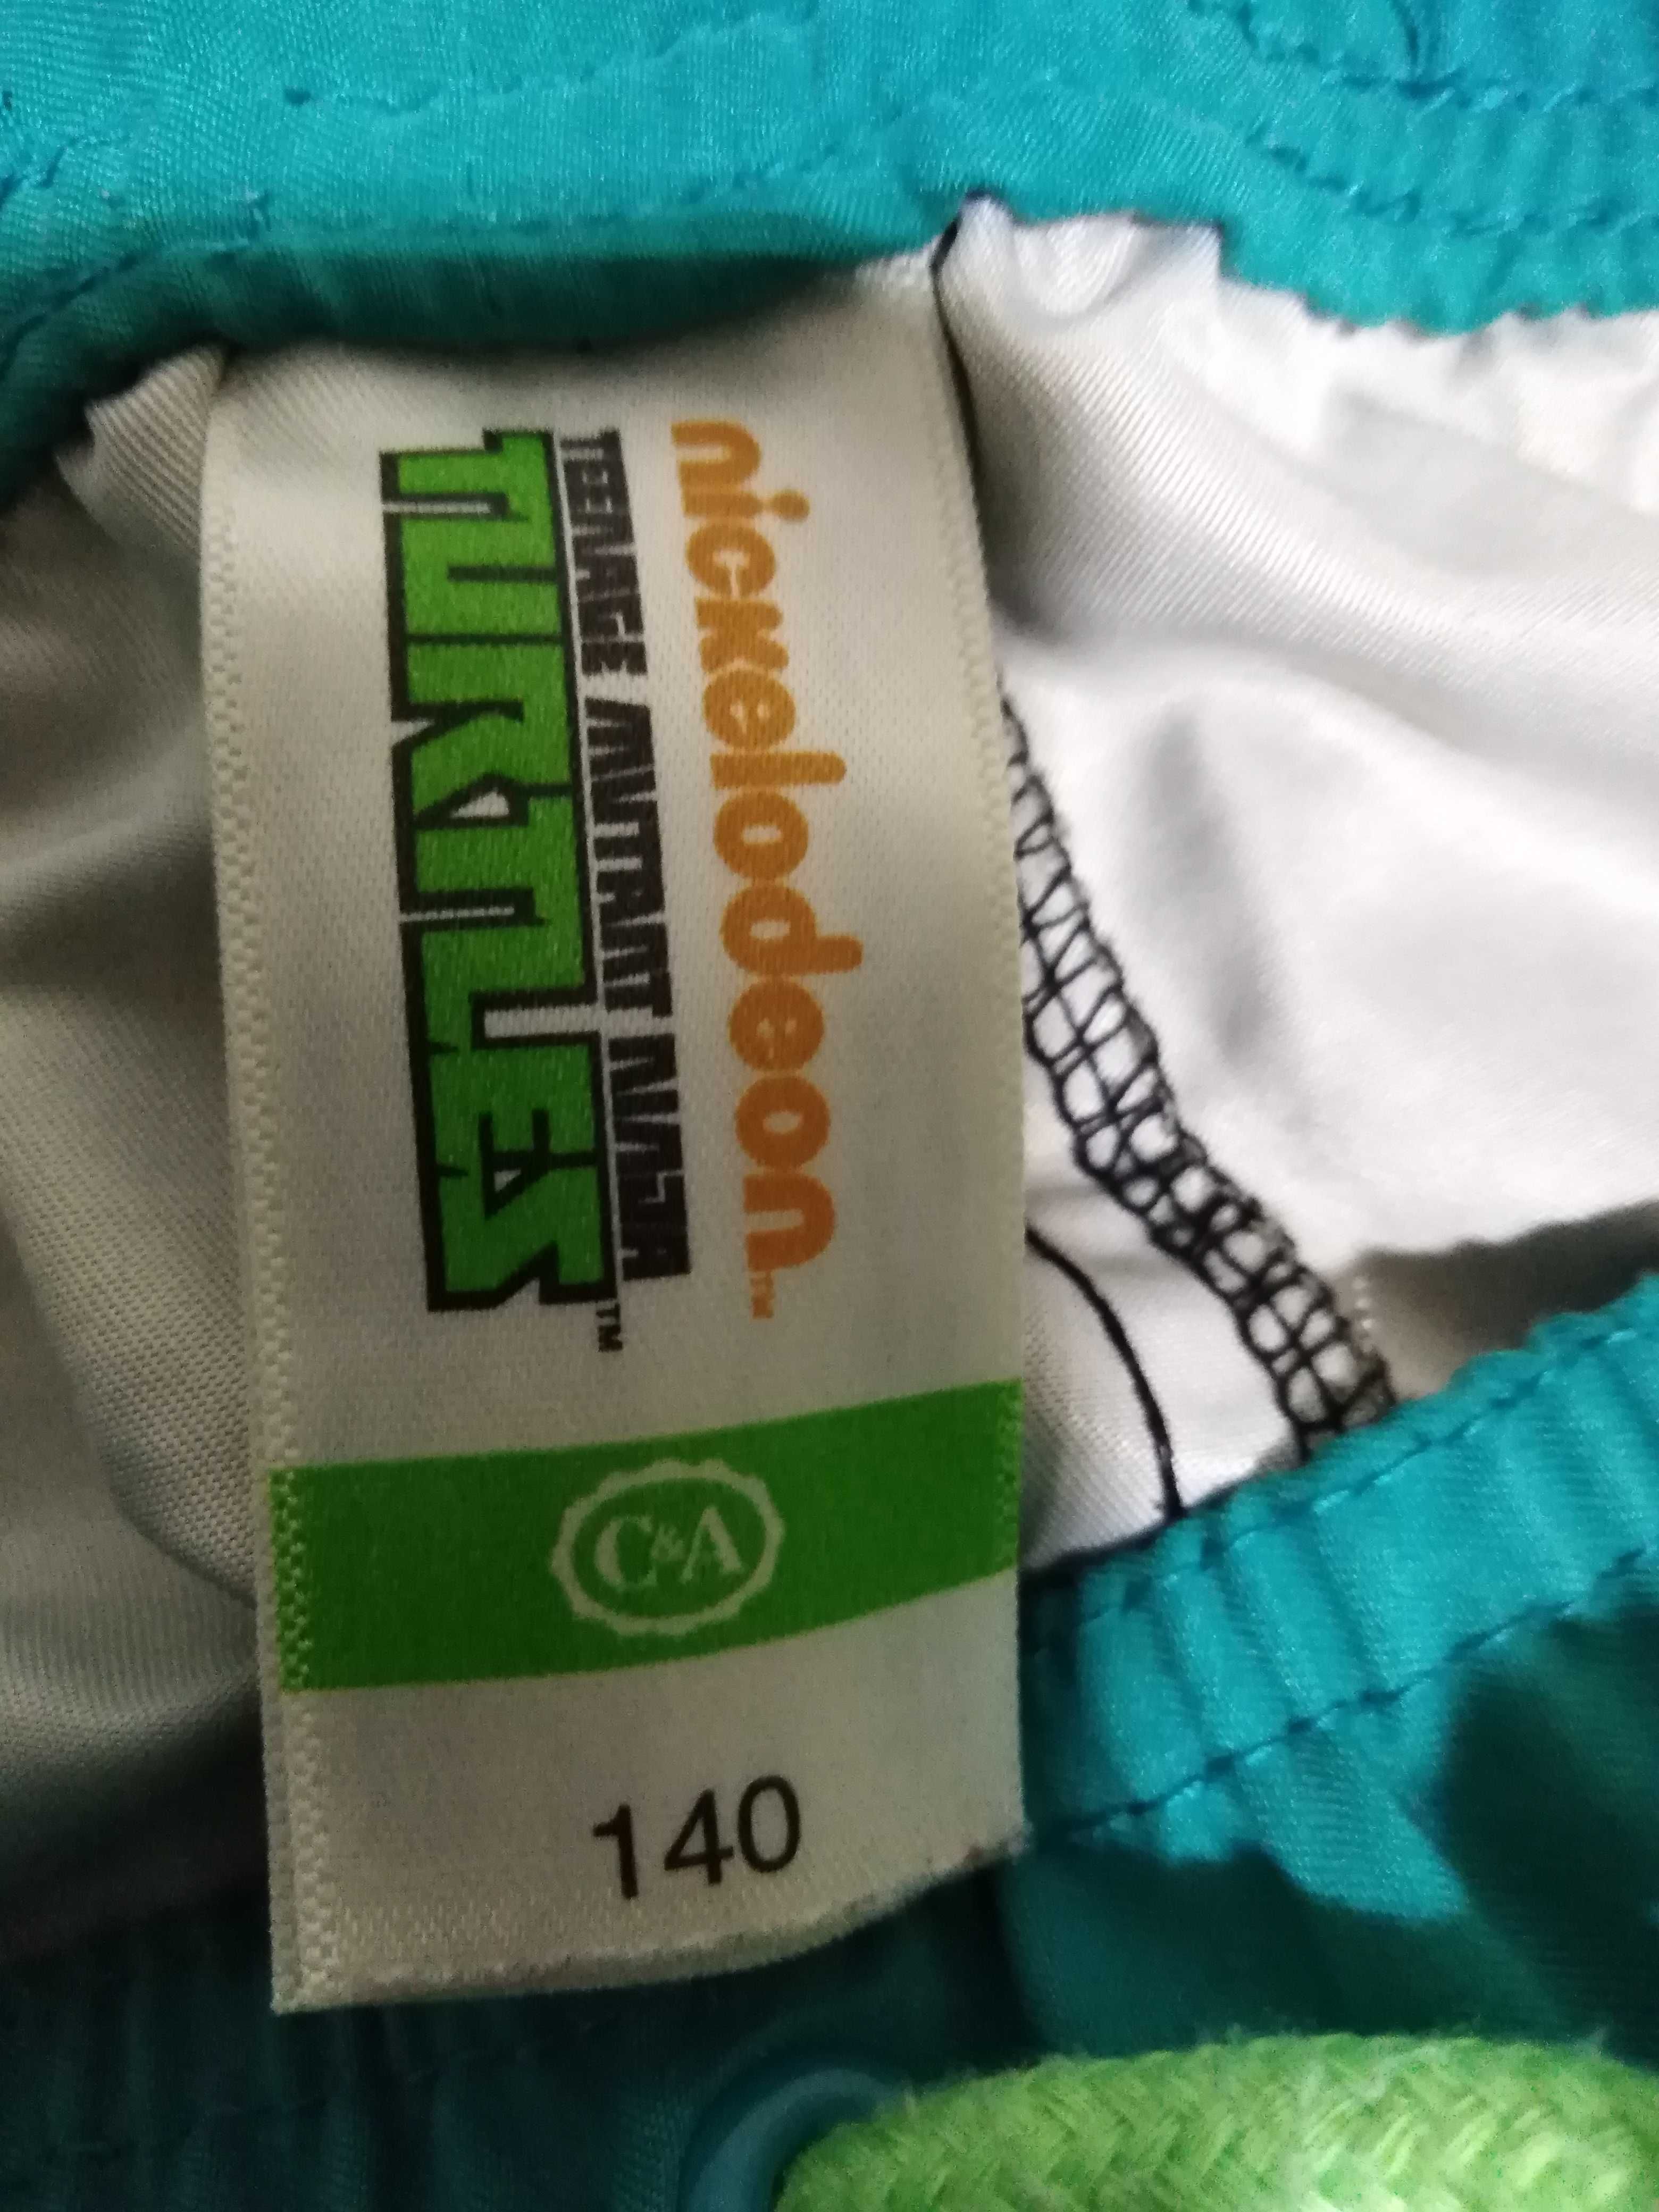 nickelodeon™
TEENAGE MUTANT NINJA
TURTLES™
C&A
140